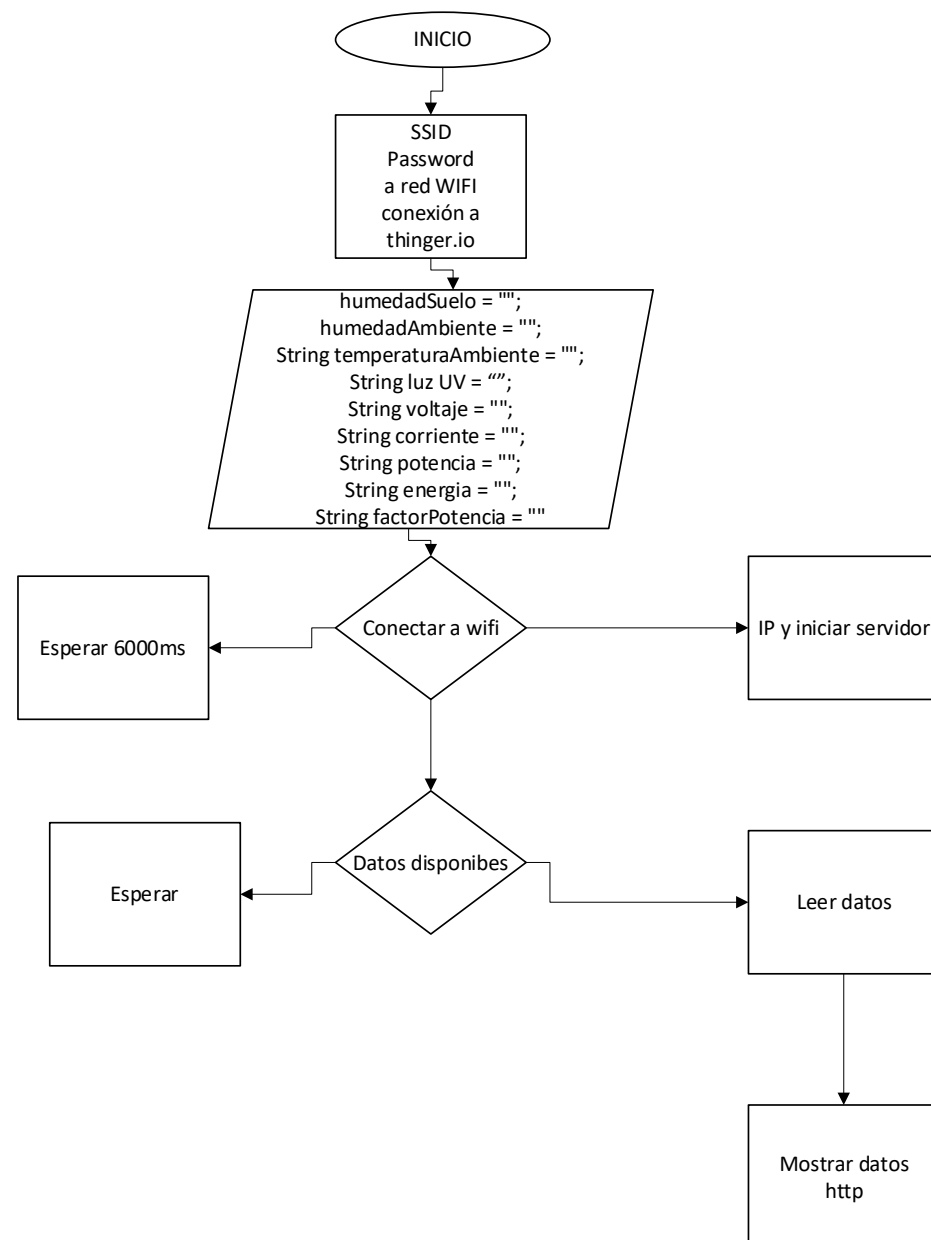 INICIO
SSID
Password
a red WIFI
conexión a
thinger.io
humedadSuelo = "";
humedadAmbiente = "";
String temperaturaAmbiente = "";
String luz UV = “”;
String voltaje = "";
String corriente = "";
String potencia = "";
String energia = "";
String factorPotencia = ""
Esperar 6000ms
Conectar a wifi
IP y iniciar servidor
Esperar
Datos disponibes
Leer datos
Mostrar datos
http